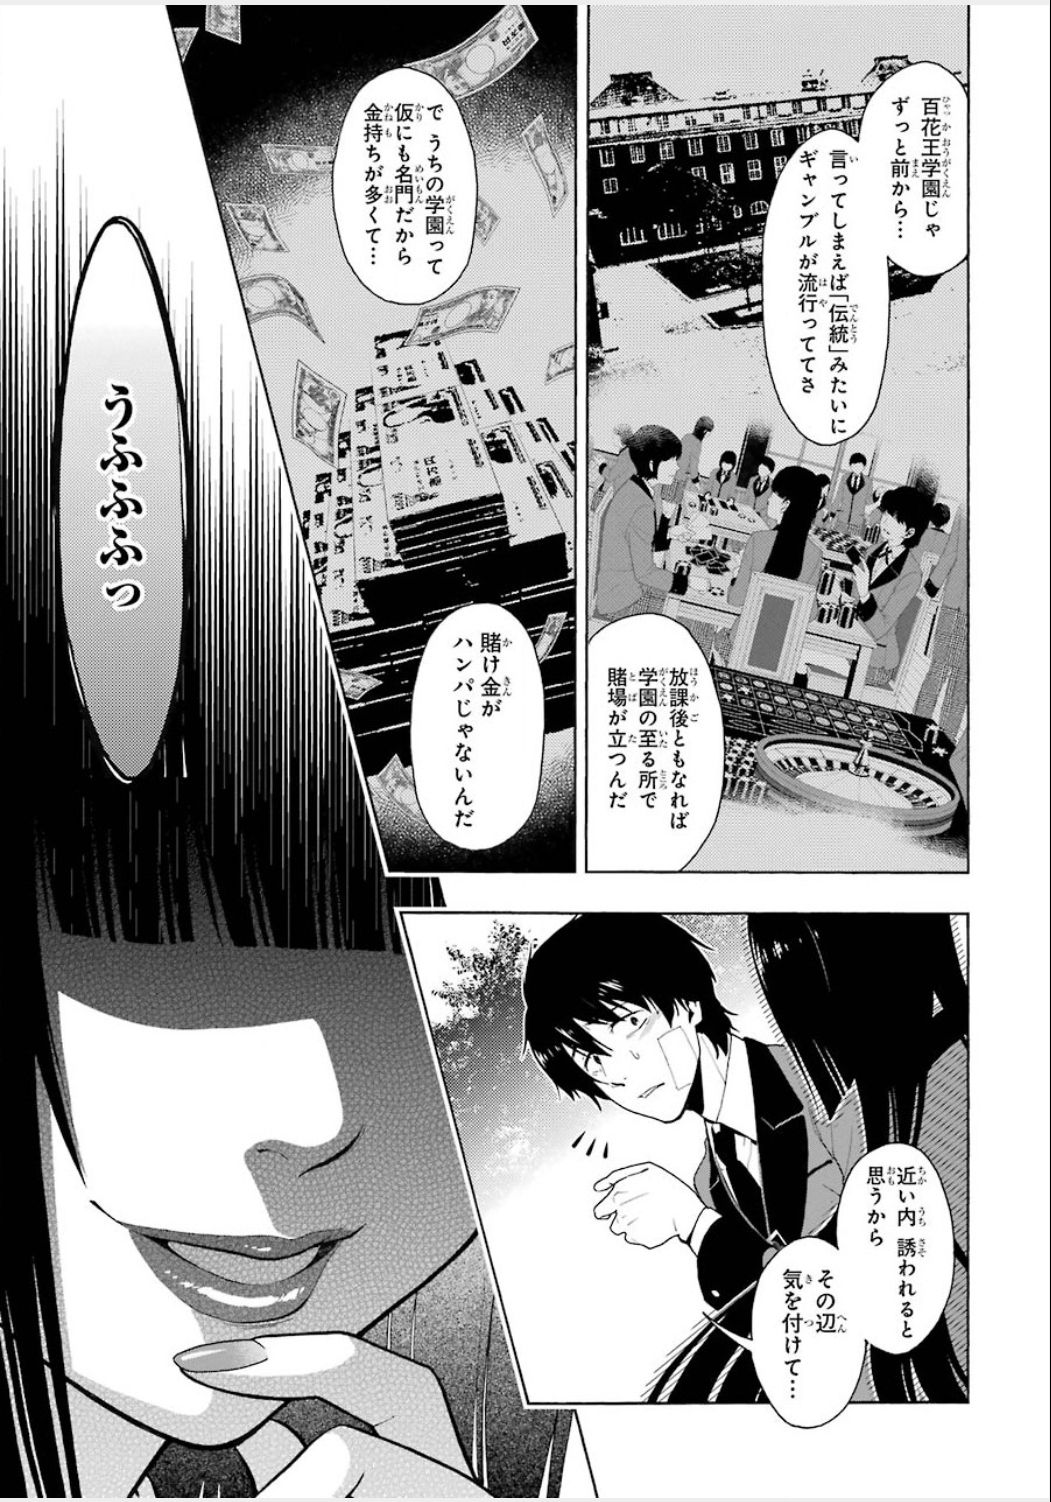 百花王学園じゃ
ずっと前から…
言ってしまえば「伝統」みたいに
ギャンブルが流行っててさ
放課後ともなれば
学園の至る所で
賭場が立つんだ
で うちの学園って
仮にも名門だから
金持ちが多くて…
賭け金が
ハンパじゃないんだ
近い内 誘われると
思うから
その辺
気を付けて…
うふふふっ